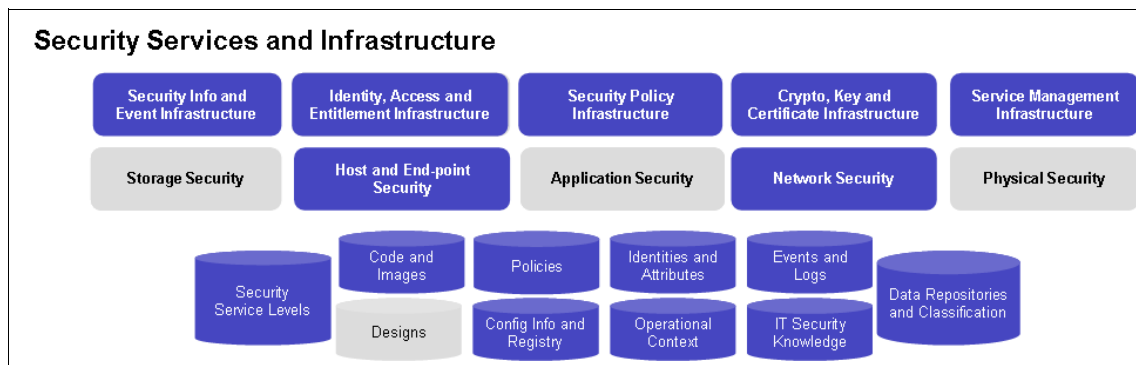 Security Services and Infrastructure
Security Info and
Event Infrastructure
Identity, Access and
Entitlement Infrastructure
Security Policy
Infrastructure
Crypto, Key and
Certificate Infrastructure
Service Management
Infrastructure
Storage Security
Host and End-point
Security
Application Security
Network Security
Physical Security
Security
Service Levels
Code and
Images
Policies
Identities and
Attributes
Events and
Logs
Data Repositories
and Classification
Designs
Config Info and
Registry
Operational
Context
IT Security
Knowledge